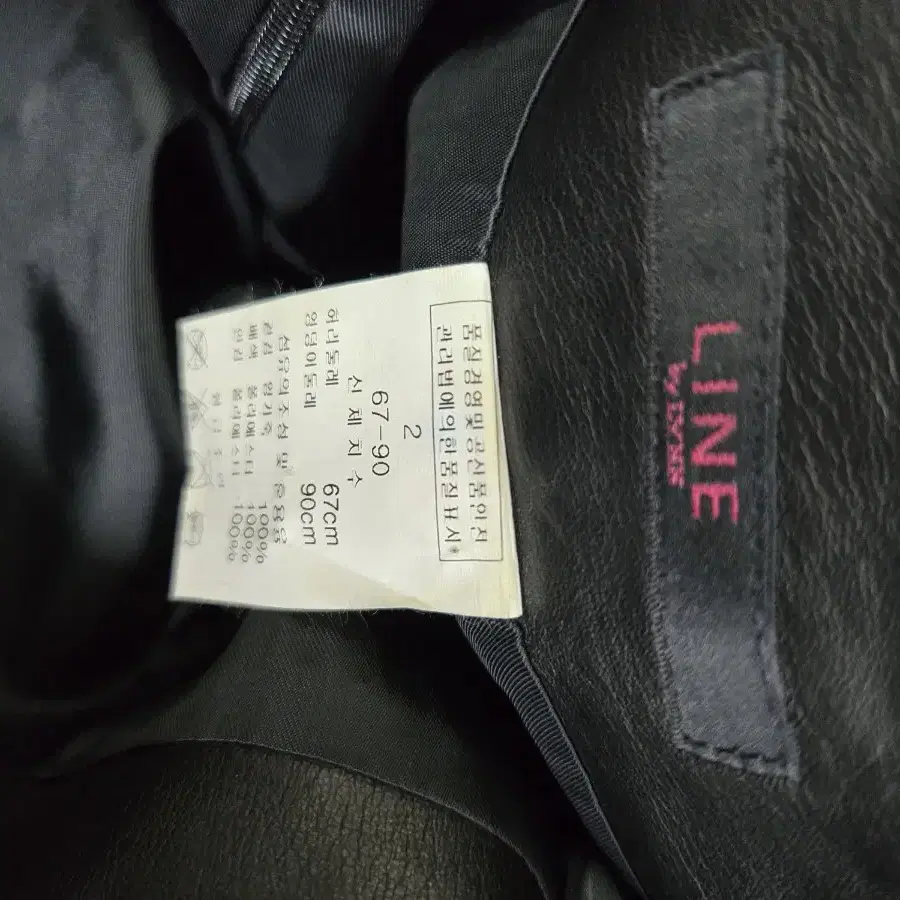 LINE
by LYNN
품질경영및 공산품안전
관리법에의한품질표시*
2
67-90
신 체 치 수
허리둘레 67cm
엉덩이둘레 90cm
섬유의조성 및 혼용율
겉감 양가죽 100%
배색 폴리에스터 100%
안감 폴리에스터 100%